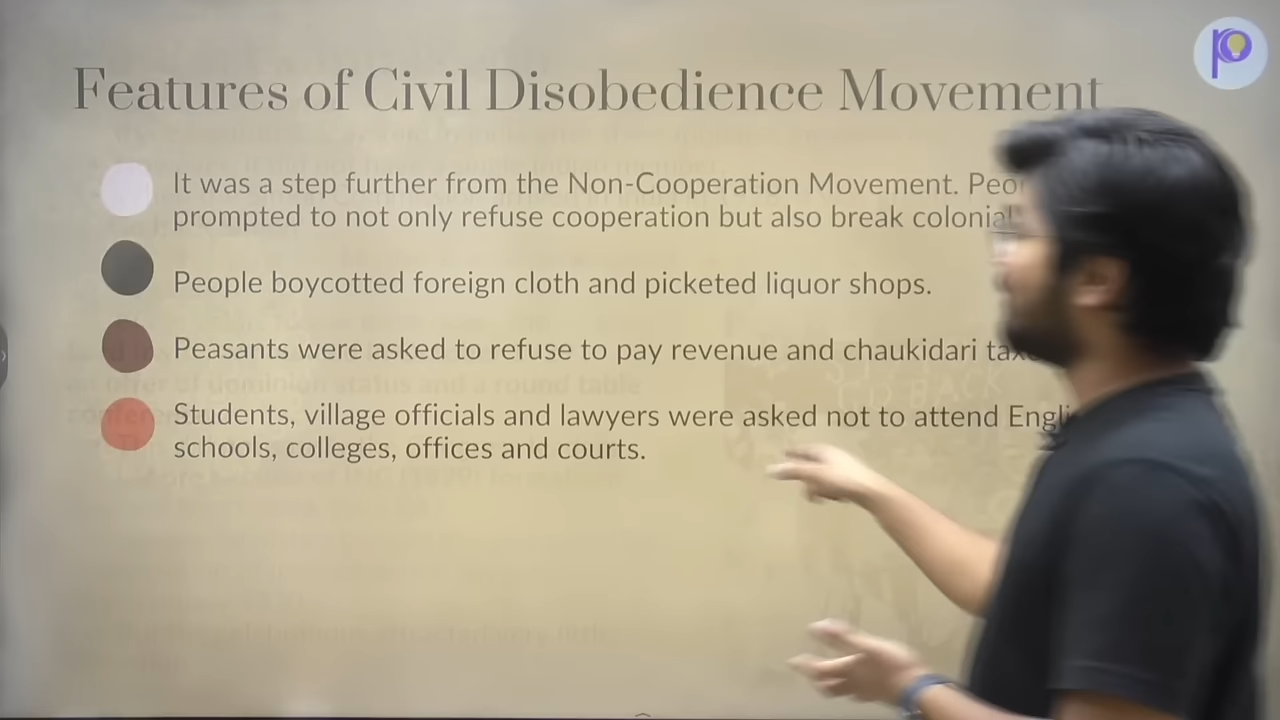 Features of Civil Disobedience Movement
It was a step further from the Non-Cooperation Movement.
prompted to not only refuse cooperation but also break colonial
People boycotted foreign cloth and picketed liquor shops.
Peasants were asked to refuse to pay revenue and chaukidari
Students, village officials and lawyers were asked not to attend
schools, colleges, offices and courts.